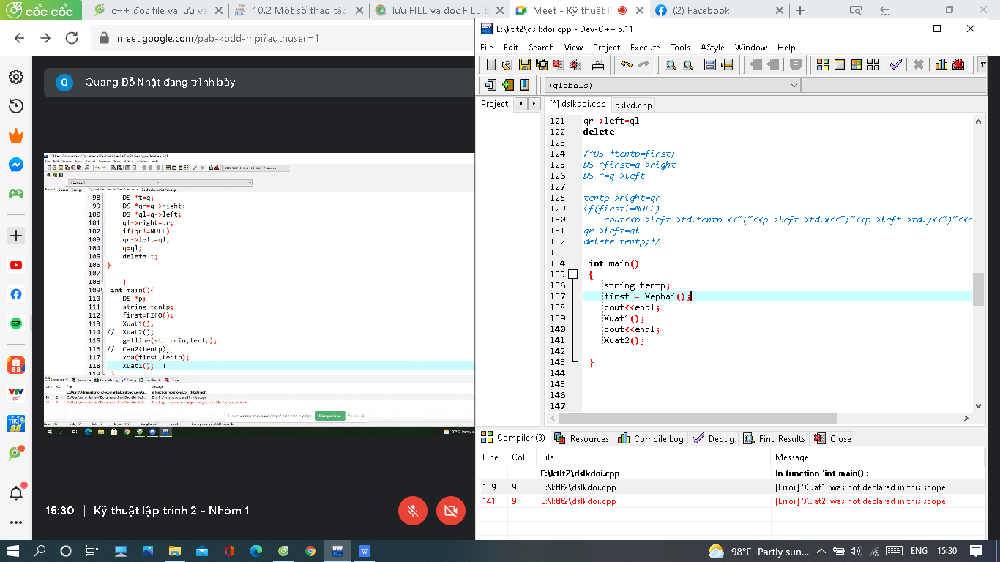 cốc cốc
c++ đọc file và lưu và
10.2 Một số thao tác
lưu FILE và đọc FILE t
Meet - Kỹ thuật l
(2) Facebook
meet.google.com/pab-kodd-mpi?authuser=1
Q
Quang Đỗ Nhật đang trình bày
98 DS *t=q;
99 DS *qr=q->right;
100 DS *ql=q->left;
101 ql->right=qr;
102 if(qr!=NULL)
103 qr->left=ql;
104 q=ql;
105 delete t;
106 }
107
108 }
109 int main(){
110 DS *p;
111 string tentp;
112 first=FIFO();
113 Xuat1();
114 // Xuat2();
115 getline(std::cin,tentp);
116 // Cau2(tentp);
117 xoa(first,tentp);
118 Xuat1();
119 }
15:30 | Kỹ thuật lập trình 2 - Nhóm 1
E:\ktlt2\dslkdoi.cpp - Dev-C++ 5.11
File Edit Search View Project Execute Tools AStyle Window Help
(globals)
Project
[*] dslkdoi.cpp dslkd.cpp
121 qr->left=ql
122 delete
123
124 /*DS *tentp=first;
125 DS *first=q->right
126 DS *=q->left
127
128 tentp->right=qr
129 if(first!=NULL)
130 cout<<p->left->td.tentp <<"("<<p->left->td.x<<";"<<p->left->td.y<<")"<<e
131 qr->left=ql
132 delete tentp;*/
133
134 int main()
135 {
136 string tentp;
137 first = Xepbai();
138 cout<<endl;
139 Xuat1();
140 cout<<endl;
141 Xuat2();
142
143 }
144
145
146
147
Compiler (3) Resources Compile Log Debug Find Results Close
Line Col File Message
E:\ktlt2\dslkdoi.cpp In function 'int main()':
139 9 E:\ktlt2\dslkdoi.cpp [Error] 'Xuat1' was not declared in this scope
141 9 E:\ktlt2\dslkdoi.cpp [Error] 'Xuat2' was not declared in this scope
98°F Partly sun... ENG 15:30